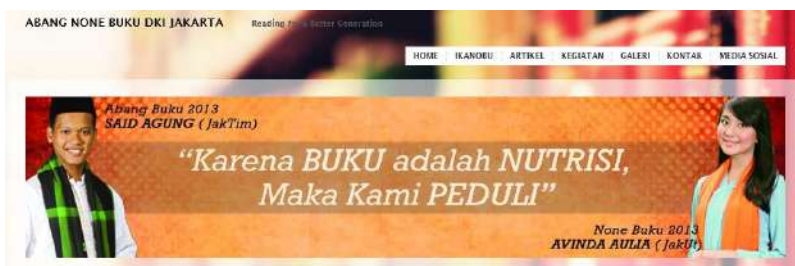 ABANG NONE BUKU DKI JAKARTA
Reading for a Better Generation
HOME IKANOBU ARTIKEL KEGIATAN GALERI KONTAK MEDIA SOSIAL
Abang Buku 2013
SAID AGUNG ( JakTim)
“Karena BUKU adalah NUTRISI,
Maka Kami PEDULI”
None Buku 2013
AVINDA AULIA ( JakUt)